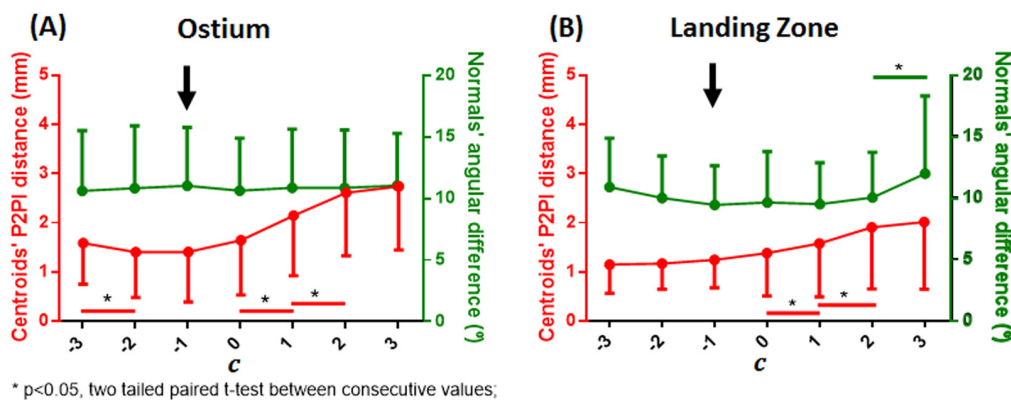 (A) Ostium
Centroids' P2PI distance (mm)
5
4
3
2
1
0
20
15
10
5
0
Normals' angular difference (º)
* * *
-3 -2 -1 0 1 2 3
c
(B) Landing Zone
Centroids' P2PI distance (mm)
5
4
3
2
1
0
20
15
10
5
0
Normals' angular difference (º)
*
* *
-3 -2 -1 0 1 2 3
c
* p<0.05, two tailed paired t-test between consecutive values;